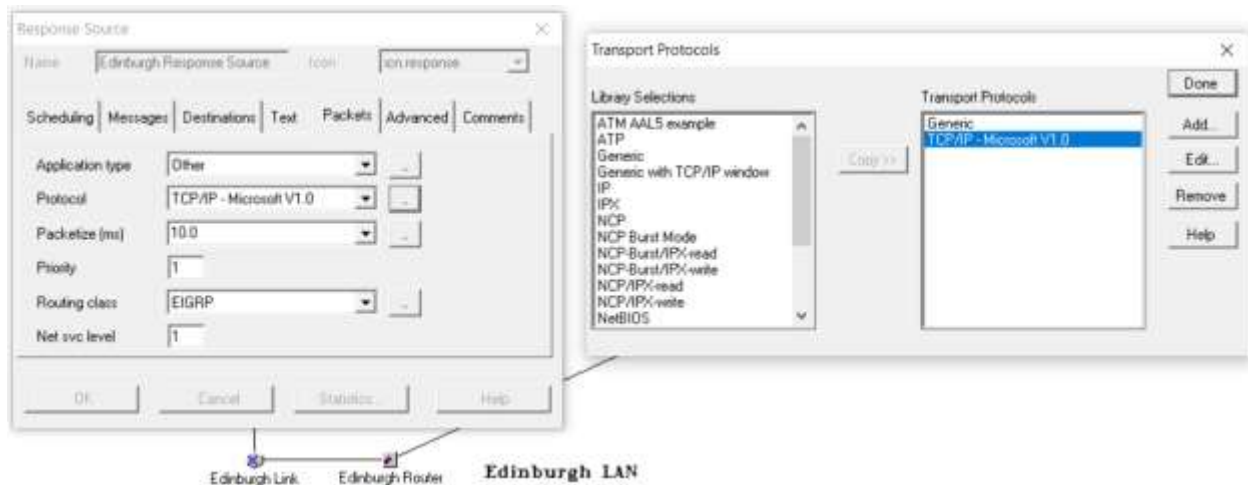 Response Source
Name Edinburgh Response Source Icon ion.response
Scheduling Messages Destinations Text Packets Advanced Comments
Application type Other ...
Protocol TCP/IP - Microsoft V1.0 ...
Packetize (ms) 10.0 ...
Priority 1
Routing class EIGRP ...
Net svc level 1
OK Cancel Statistics... Help
Transport Protocols
Library Selections
ATM AAL5 example
ATP
Generic
Generic with TCP/IP window
IP
IPX
NCP
NCP Burst Mode
NCP-Burst/IPX-read
NCP-Burst/IPX-write
NCP/IPX-read
NCP/IPX-write
NetBIOS
Copy >>
Transport Protocols
Generic
TCP/IP - Microsoft V1.0
Done
Add...
Edit...
Remove
Help
Edinburgh Link Edinburgh Router Edinburgh LAN